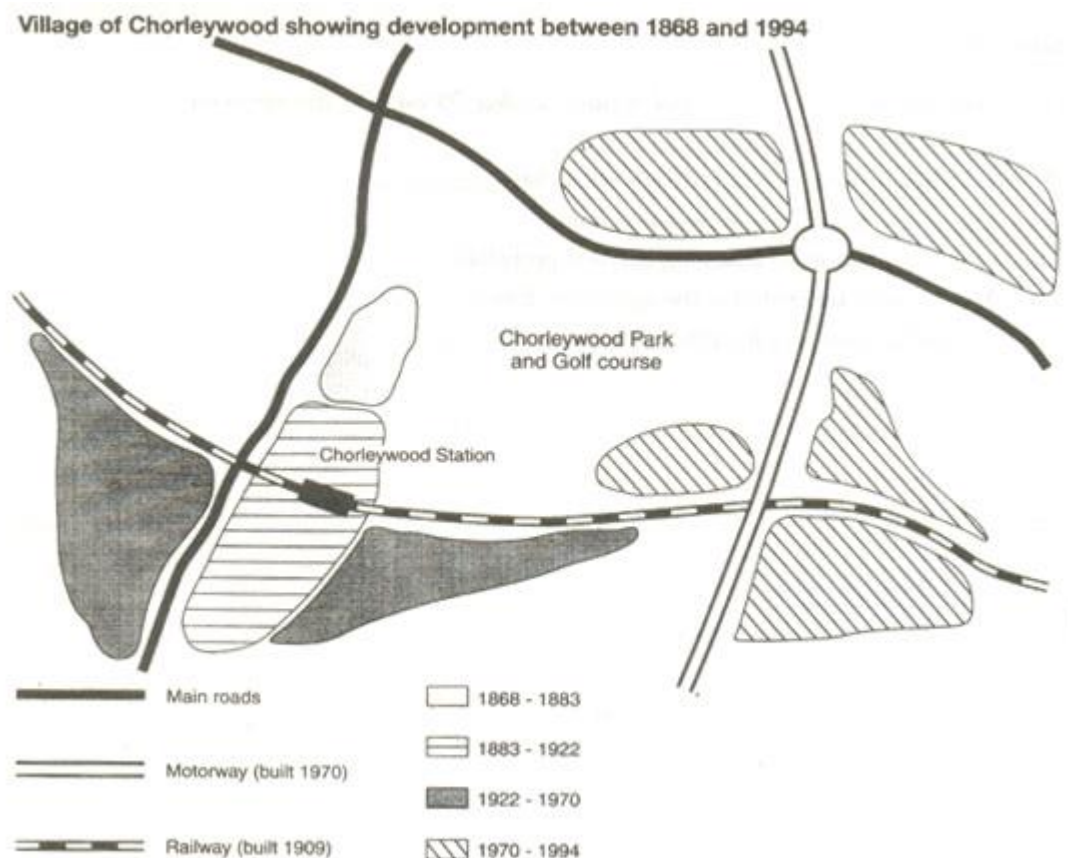 Village of Chorleywood showing development between 1868 and 1994
Chorleywood Park
and Golf course
Chorleywood Station
Main roads
Motorway (built 1970)
Railway (built 1909)
1868 - 1883
1883 - 1922
1922 - 1970
1970 - 1994